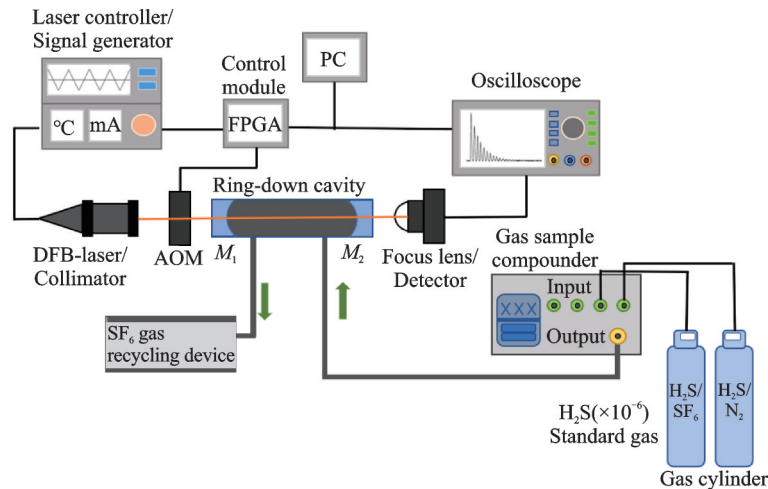 Laser controller/
Signal generator
°C
mA
Control
module
FPGA
PC
Oscilloscope
Ring-down cavity
DFB-laser/
Collimator
AOM
M₁
M₂
Focus lens/
Detector
Gas sample
compounder
Input
XXX
Output
SF₆ gas
recycling device
H₂S(×10⁻⁶)
Standard gas
H₂S/
SF₆
H₂S/
N₂
Gas cylinder